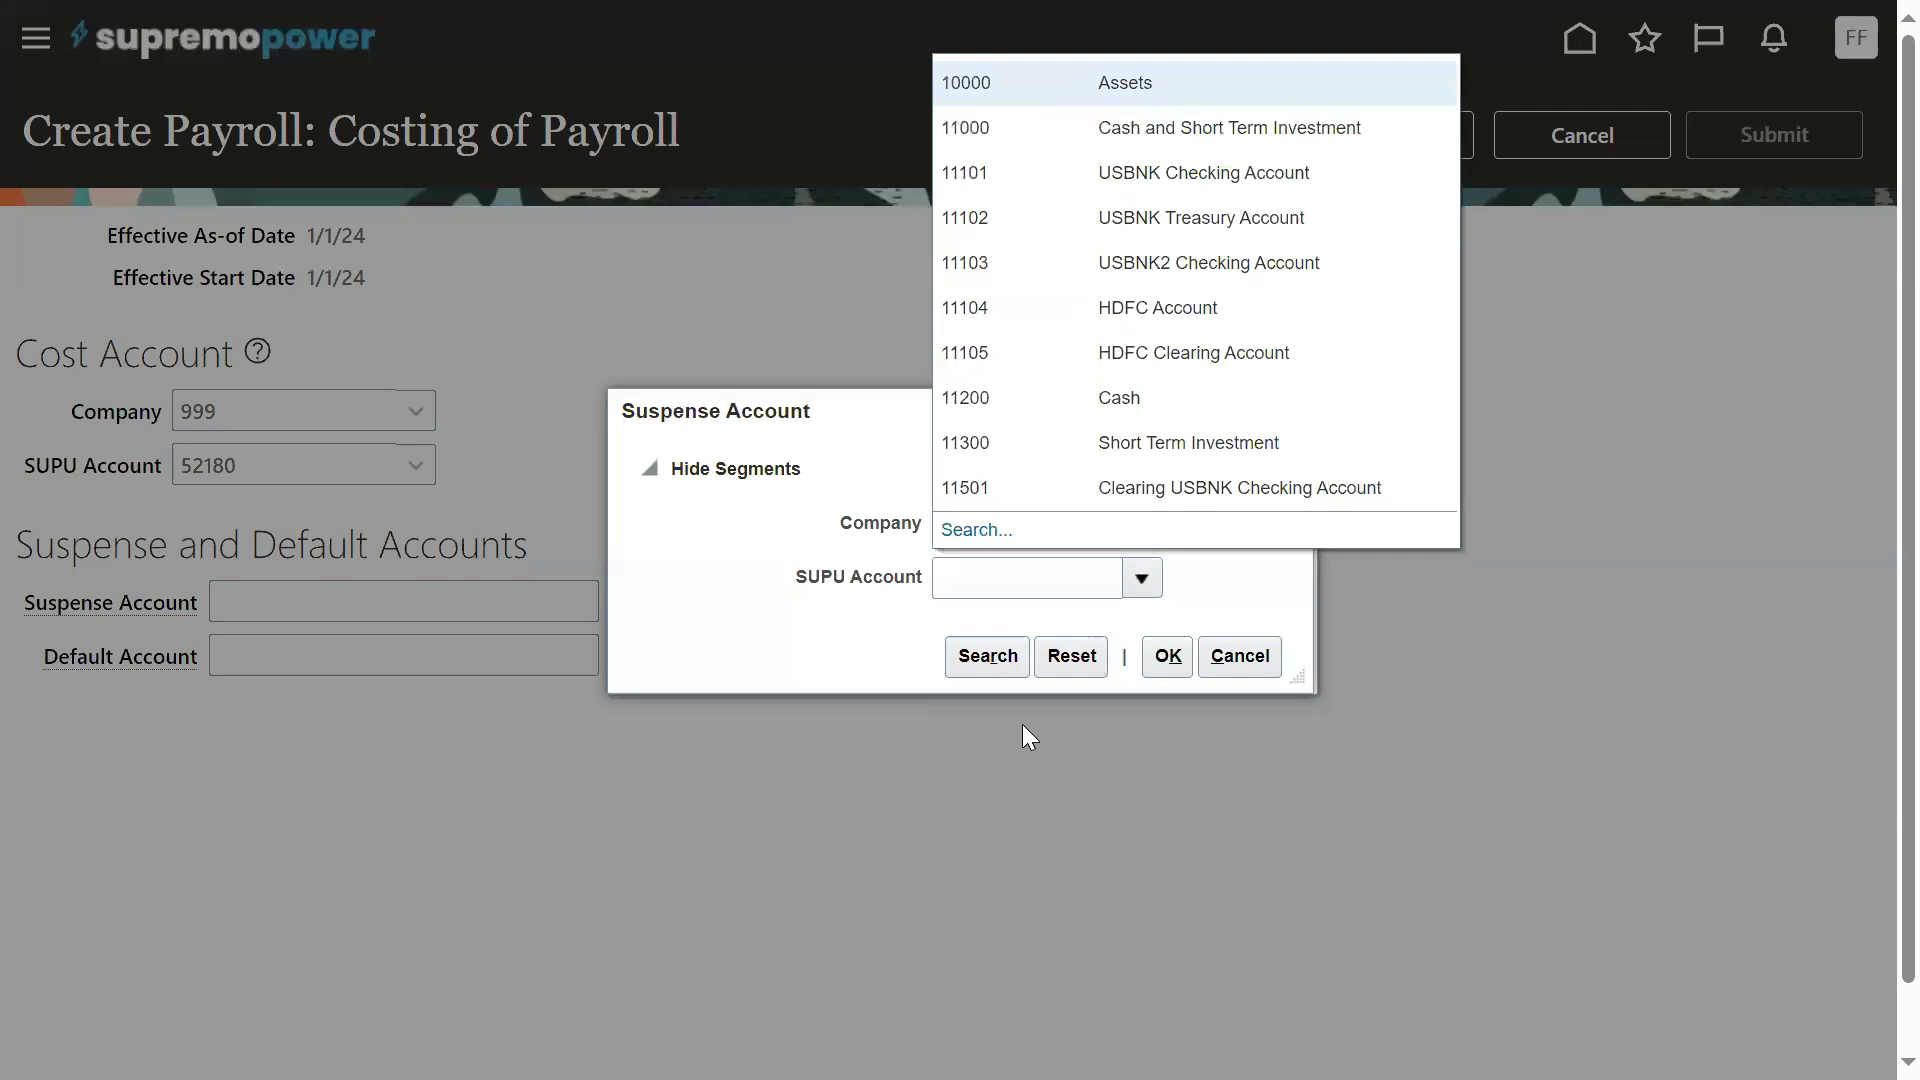 supremopower
FF
Create Payroll: Costing of Payroll
Cancel
Submit
Effective As-of Date 1/1/24
Effective Start Date 1/1/24
Cost Account ?
Company 999
SUPU Account 52180
Suspense and Default Accounts
Suspense Account
Default Account
Suspense Account
Hide Segments
Company
SUPU Account
10000 Assets
11000 Cash and Short Term Investment
11101 USBNK Checking Account
11102 USBNK Treasury Account
11103 USBNK2 Checking Account
11104 HDFC Account
11105 HDFC Clearing Account
11200 Cash
11300 Short Term Investment
11501 Clearing USBNK Checking Account
Search...
Search Reset | OK Cancel